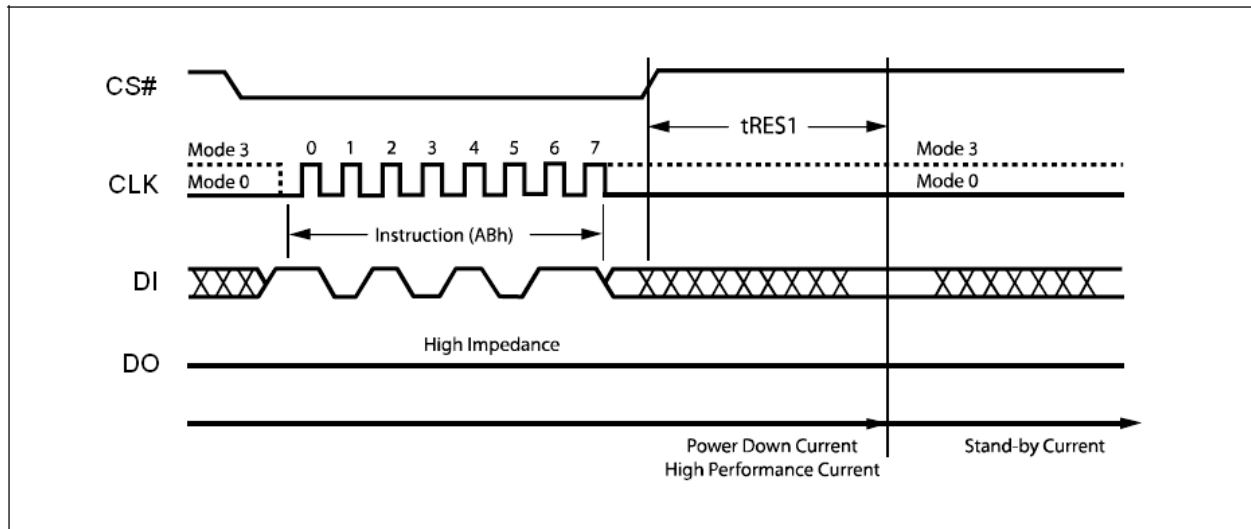 CS#
tRES1
Mode 3
0 1 2 3 4 5 6 7
Mode 3
CLK
Mode 0
Mode 0
Instruction (ABh)
DI
High Impedance
DO
Power Down Current
Stand-by Current
High Performance Current